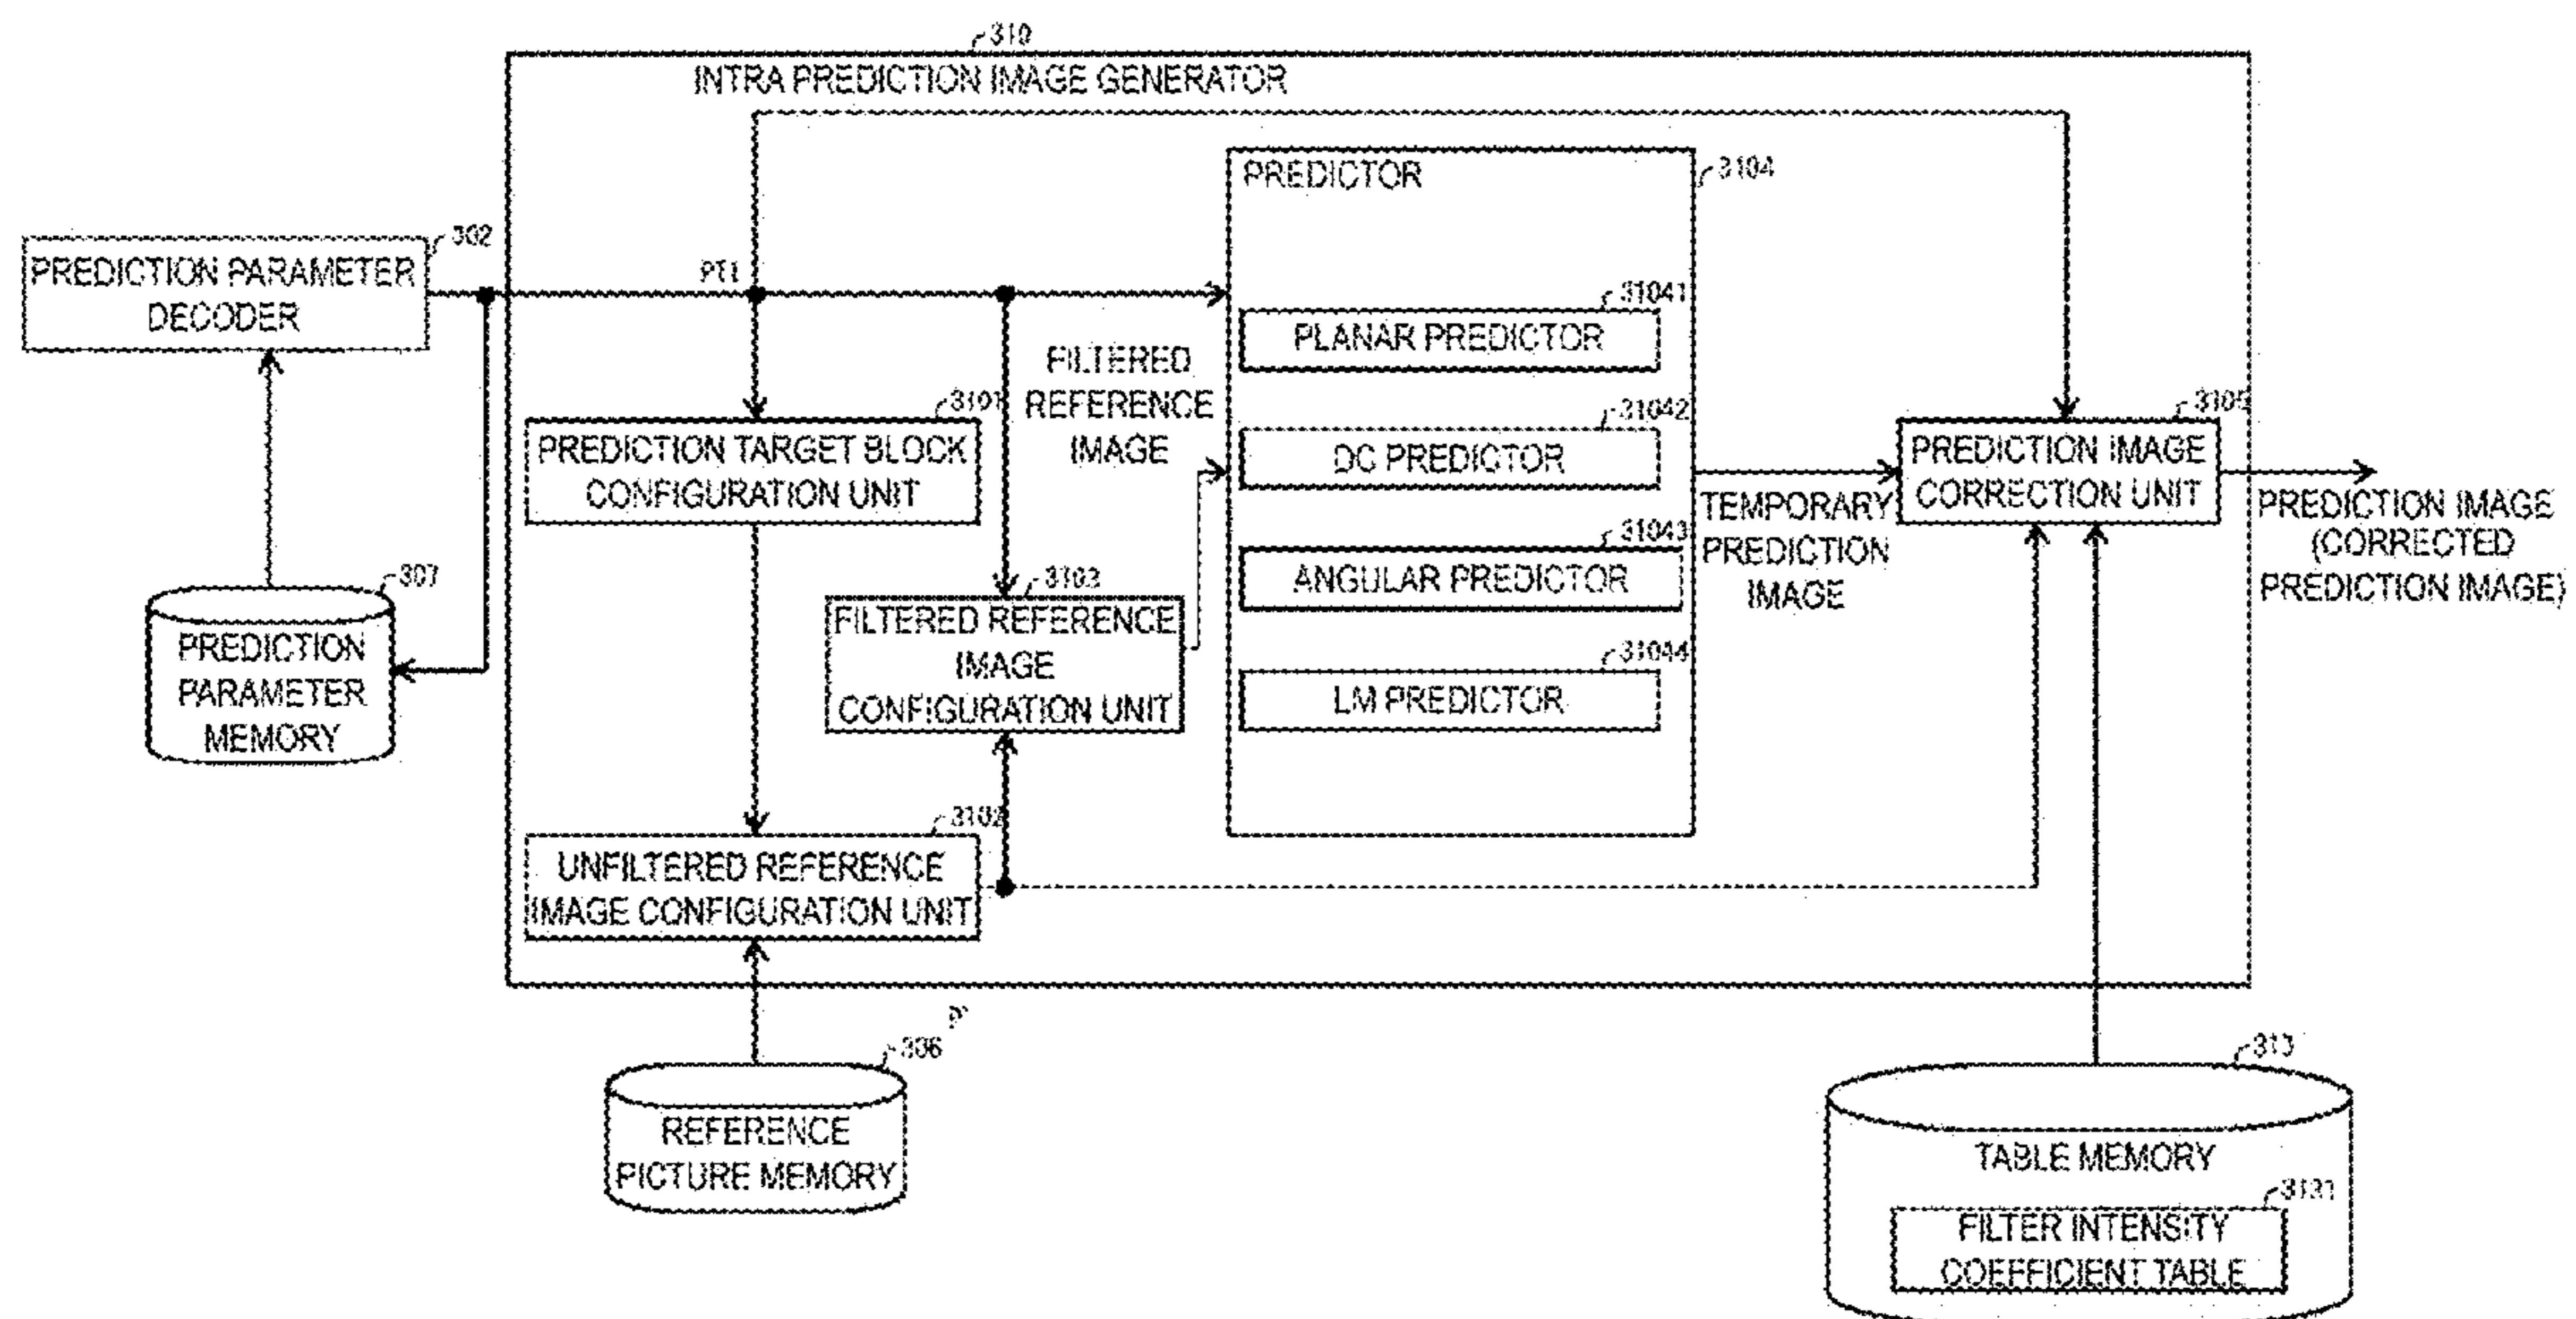 310
INTRA PREDICTION IMAGE GENERATOR
302
PREDICTION PARAMETER
DECODER
PTI
3104
PREDICTOR
31041
PLANAR PREDICTOR
31042
DC PREDICTOR
31043
ANGULAR PREDICTOR
31044
LM PREDICTOR
FILTERED
REFERENCE
IMAGE
3101
PREDICTION TARGET BLOCK
CONFIGURATION UNIT
3105
PREDICTION IMAGE
CORRECTION UNIT
TEMPORARY
PREDICTION
IMAGE
PREDICTION IMAGE
(CORRECTED
PREDICTION IMAGE)
307
PREDICTION
PARAMETER
MEMORY
3103
FILTERED REFERENCE
IMAGE
CONFIGURATION UNIT
3102
UNFILTERED REFERENCE
IMAGE CONFIGURATION UNIT
306
REFERENCE
PICTURE MEMORY
313
TABLE MEMORY
3131
FILTER INTENSITY
COEFFICIENT TABLE